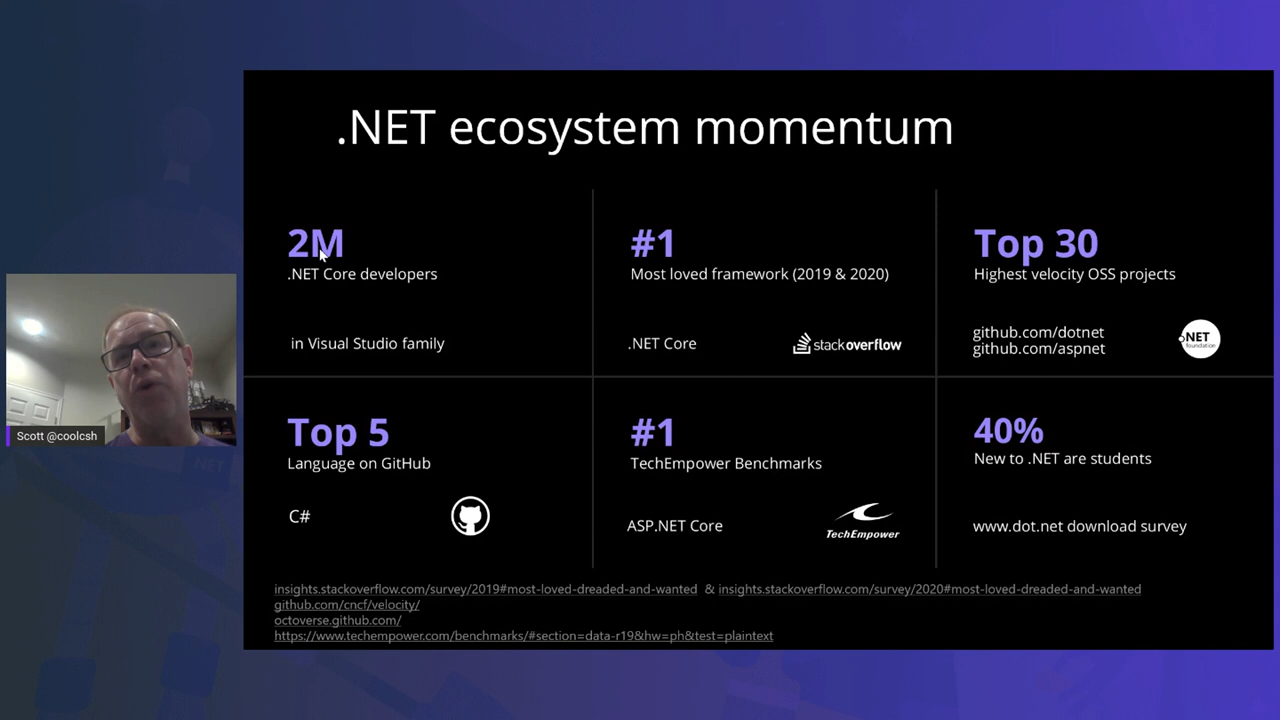 .NET ecosystem momentum
2M
.NET Core developers
in Visual Studio family
#1
Most loved framework (2019 & 2020)
.NET Core
stackoverflow
Top 30
Highest velocity OSS projects
github.com/dotnet
github.com/aspnet
.NET
foundation
Top 5
Language on GitHub
C#
#1
TechEmpower Benchmarks
ASP.NET Core
TechEmpower
40%
New to .NET are students
www.dot.net download survey
insights.stackoverflow.com/survey/2019#most-loved-dreaded-and-wanted & insights.stackoverflow.com/survey/2020#most-loved-dreaded-and-wanted
github.com/cncf/velocity/
octoverse.github.com/
https://www.techempower.com/benchmarks/#section=data-r19&hw=ph&test=plaintext
Scott @coolcsh
.NET